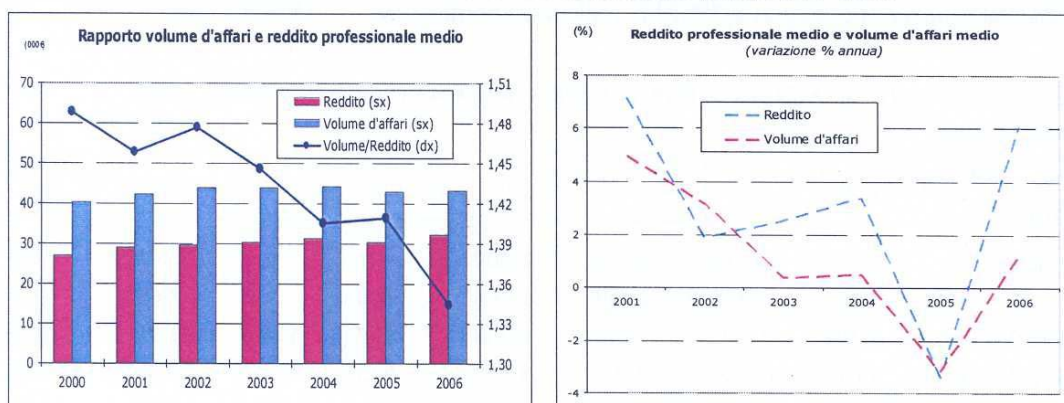 Rapporto volume d'affari e reddito professionale medio
(000€)
70
60
50
40
30
20
10
0
1,51
1,48
1,45
1,42
1,39
1,36
1,33
1,30
Reddito (sx)
Volume d'affari (sx)
Volume/Reddito (dx)
2000 2001 2002 2003 2004 2005 2006
(%)
Reddito professionale medio e volume d'affari medio
(variazione % annua)
8
6
4
2
0
-2
-4
Reddito
Volume d'affari
2001 2002 2003 2004 2005 2006